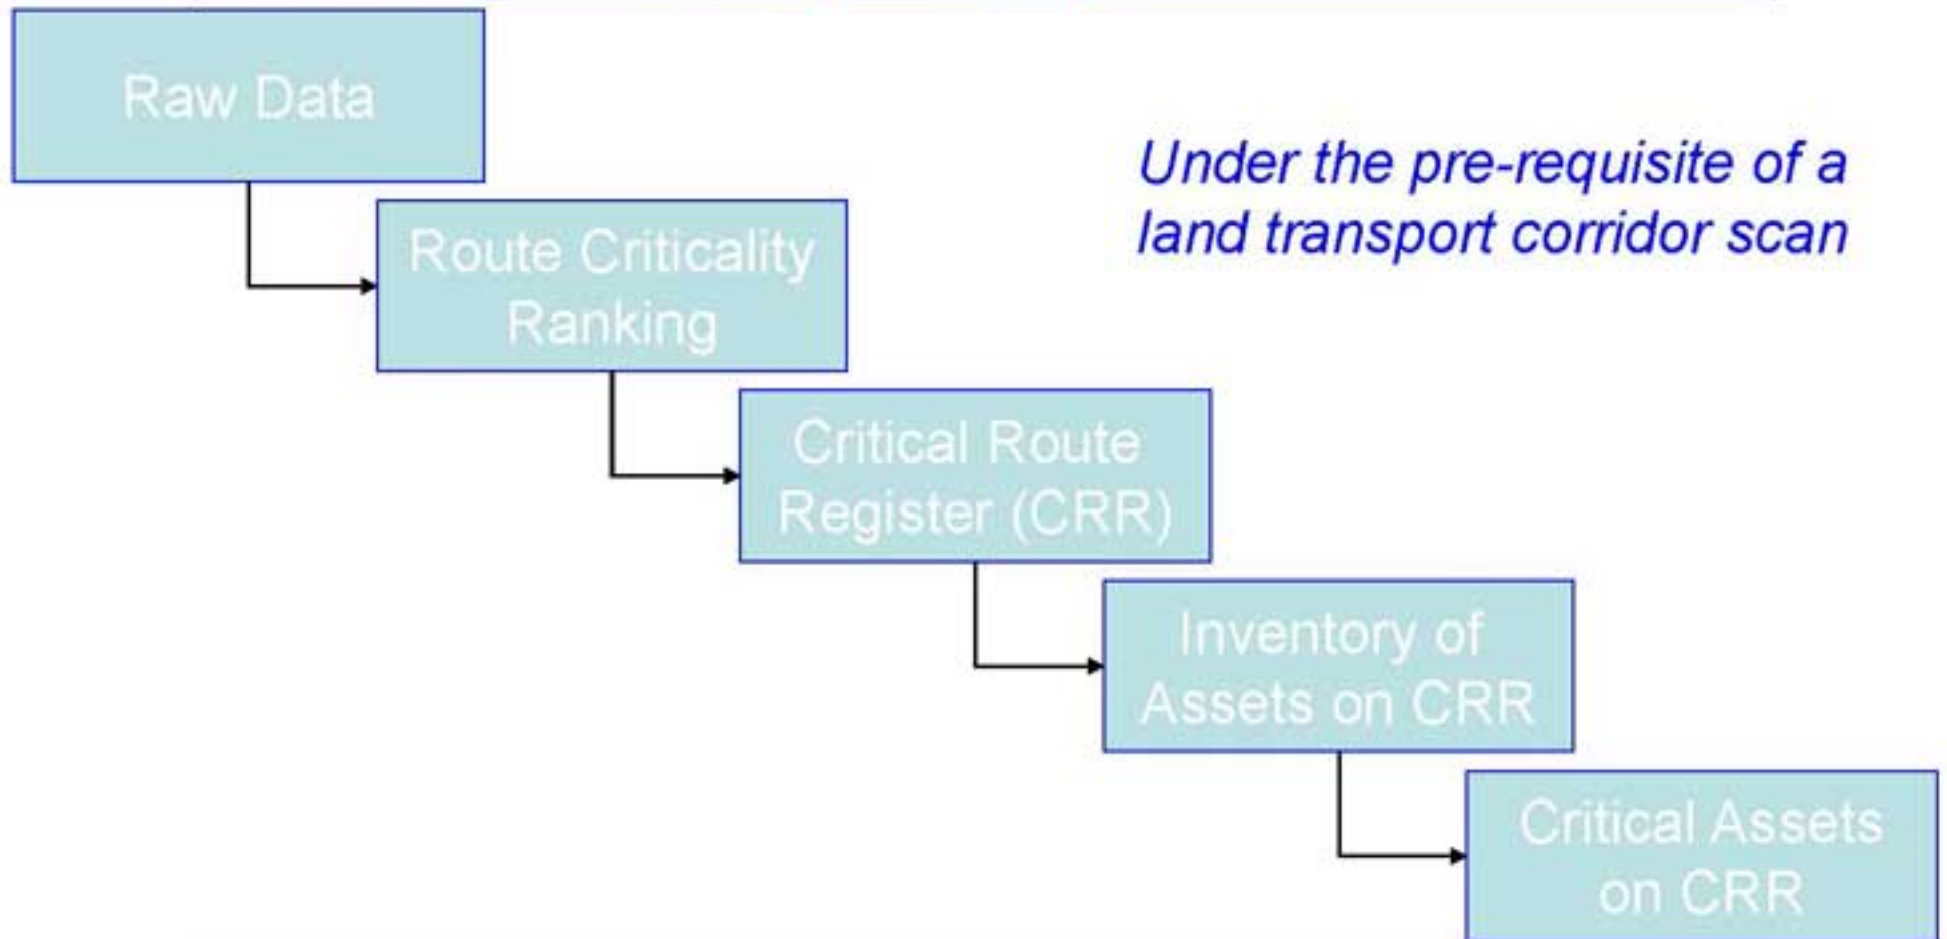 Raw Data
Under the pre-requisite of a
land transport corridor scan
Route Criticality
Ranking
Critical Route
Register (CRR)
Inventory of
Assets on CRR
Critical Assets
on CRR